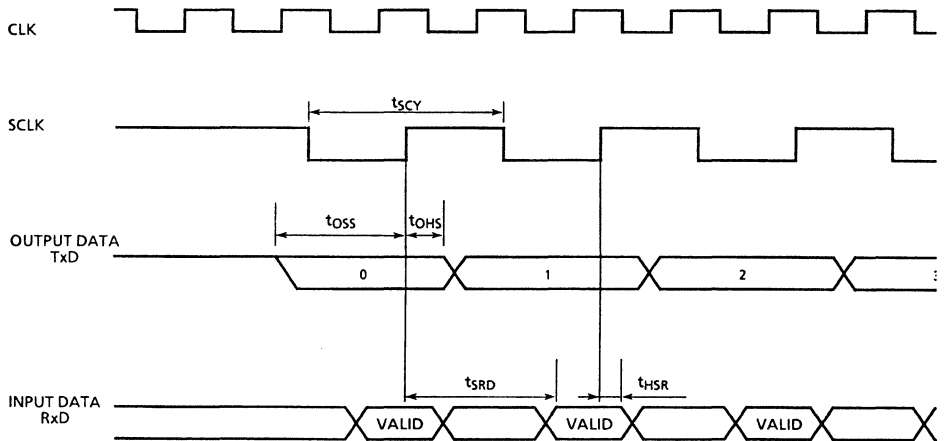 CLK
tSCY
SCLK
tOSS
tOHS
OUTPUT DATA
TxD
0
1
2
3
tSRD
tHSR
INPUT DATA
RxD
VALID
VALID
VALID